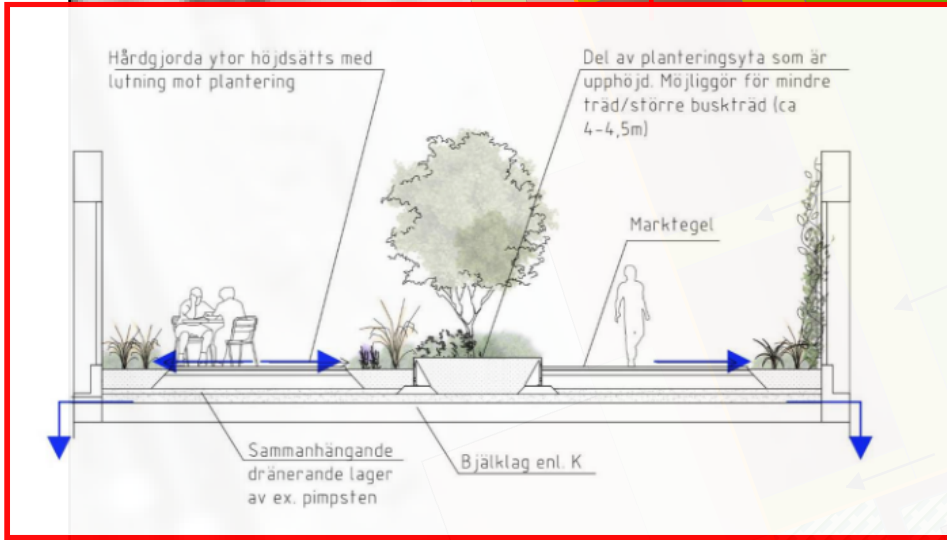 Hårdgjorda ytor höjdsätts med
lutning mot plantering
Del av planteringsyta som är
upphöjd. Möjliggör för mindre
träd/större buskträd (ca
4-4,5m)
Marktegel
Sammanhängande
dränerande lager
av ex. pimpsten
Bjälklag enl. K